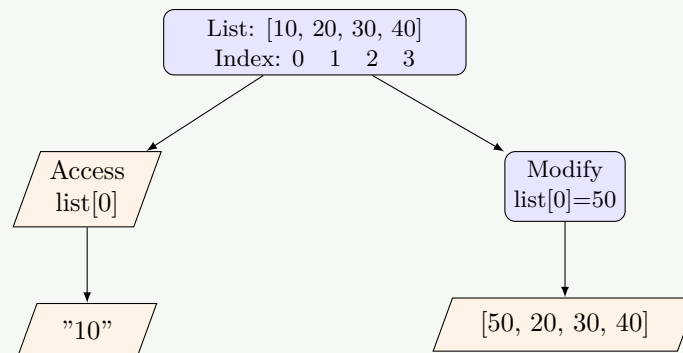 List: [10, 20, 30, 40]
Index: 0 1 2 3
Access
list[0]
Modify
list[0]=50
”10”
[50, 20, 30, 40]